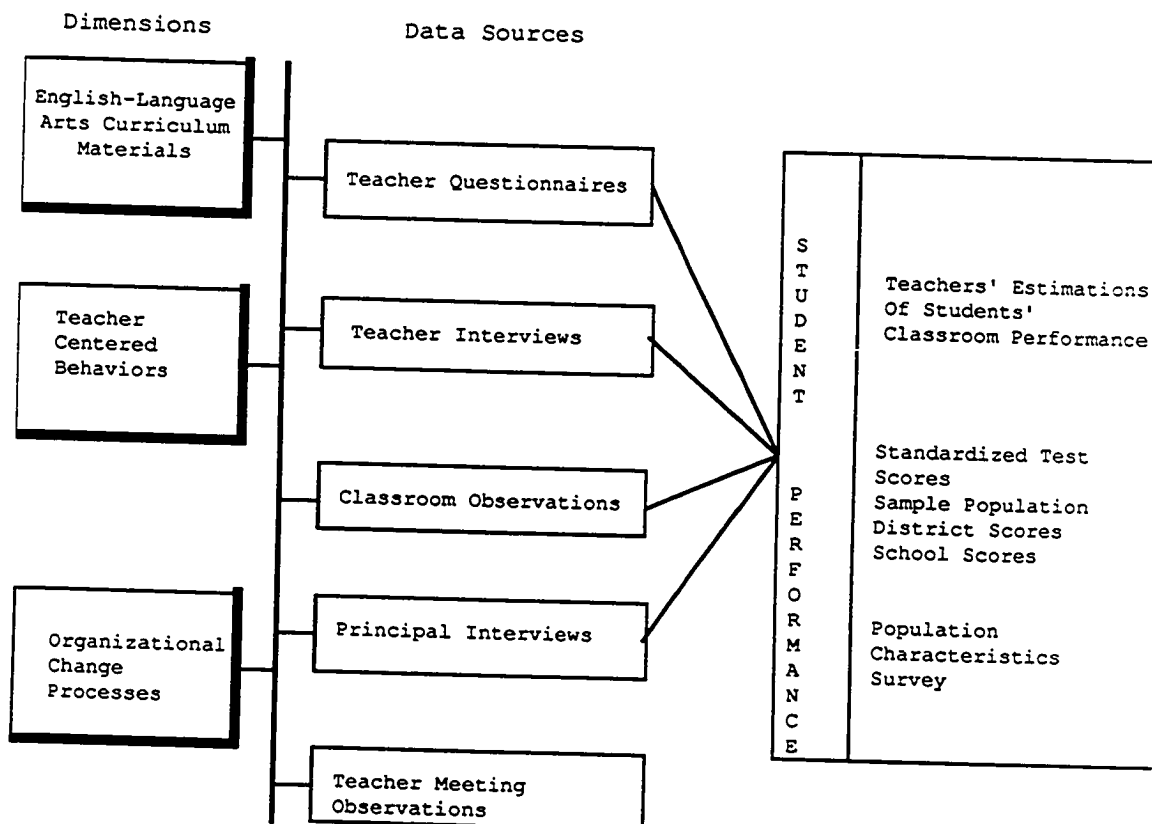 Dimensions
Data Sources
English-Language
Arts Curriculum
Materials
Teacher
Centered
Behaviors
Organizational
Change
Processes
Teacher Questionnaires
Teacher Interviews
Classroom Observations
Principal Interviews
Teacher Meeting
Observations
STUDENT
PERFORMANCE
Teachers' Estimations
Of Students'
Classroom Performance
Standardized Test
Scores
Sample Population
District Scores
School Scores
Population
Characteristics
Survey